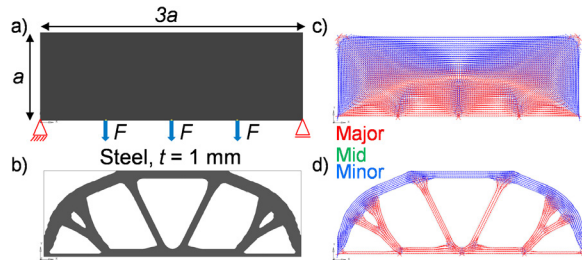 a)
3a
c)
a
F
F
F
Steel, t = 1 mm
Major
Mid
Minor
b)
d)